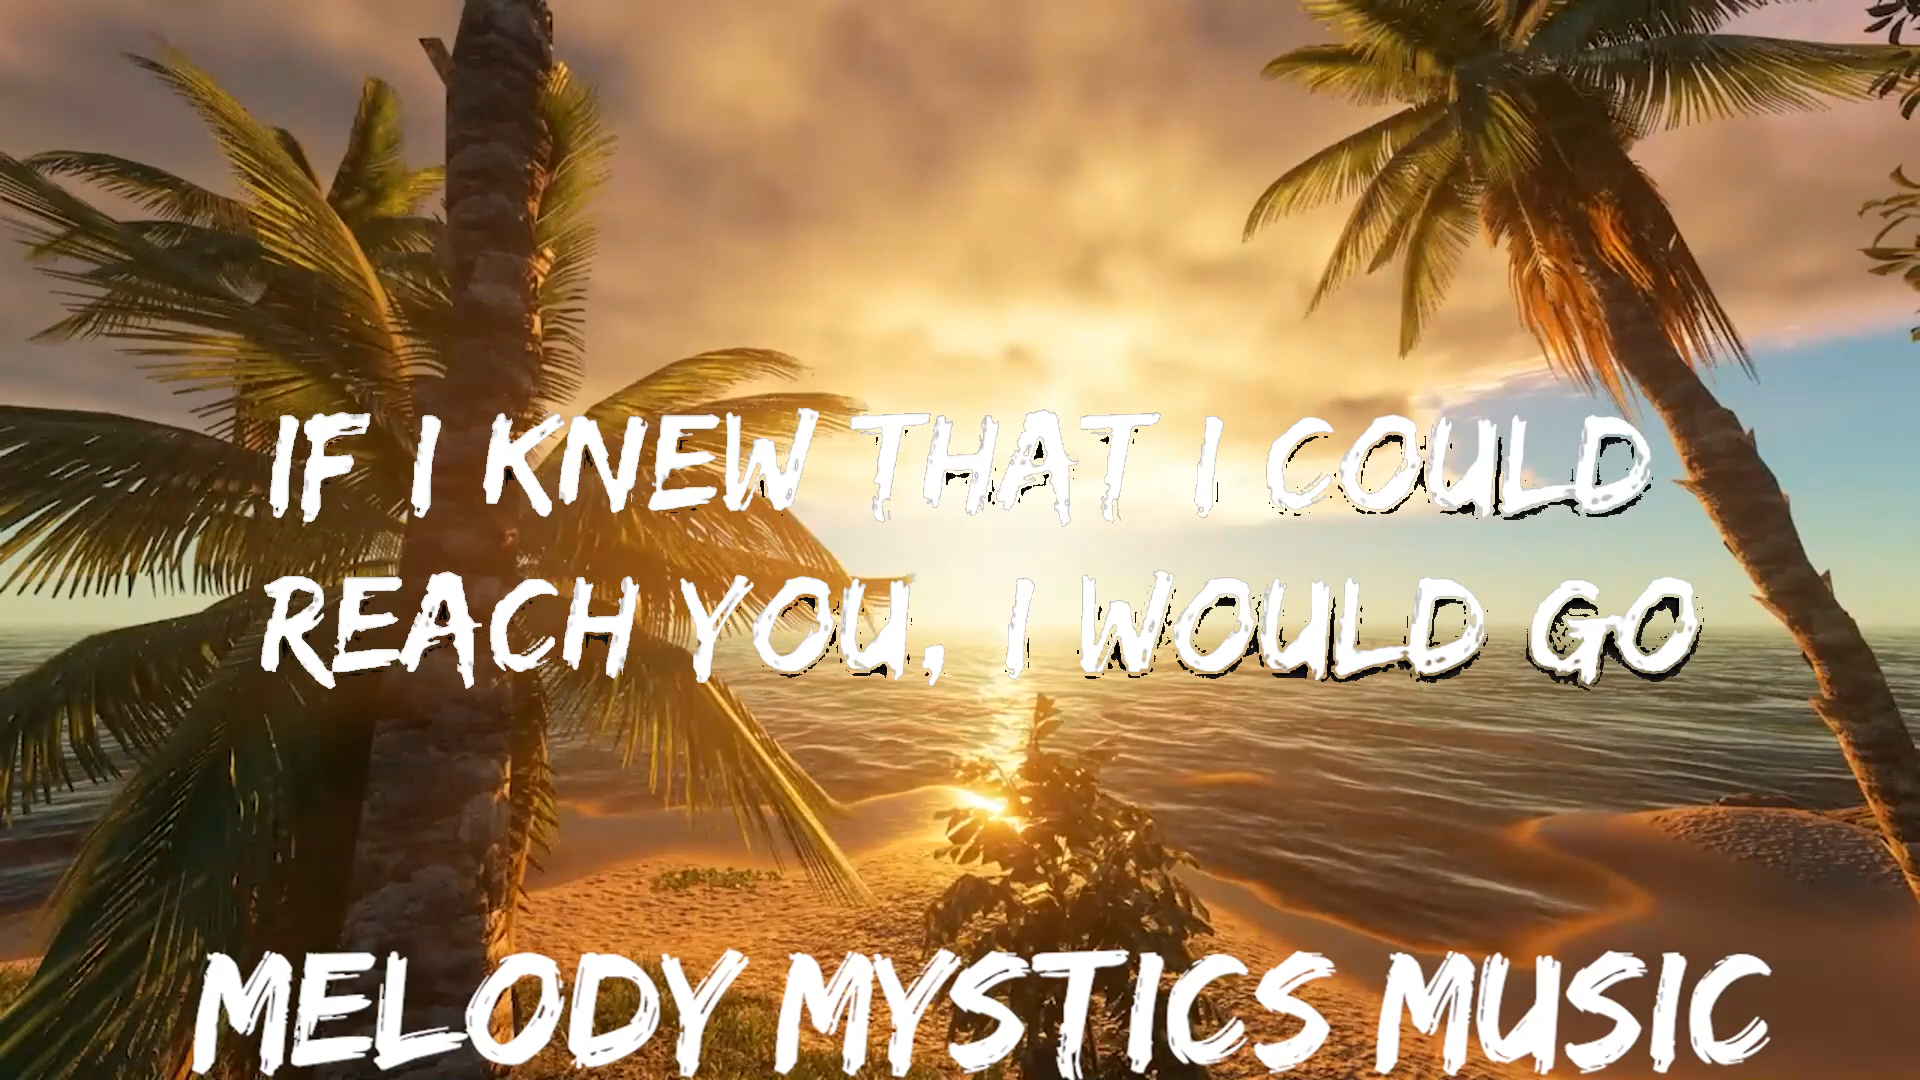 IF I KNEW THAT I COULD
REACH YOU, I WOULD GO
MELODY MYSTICS MUSIC